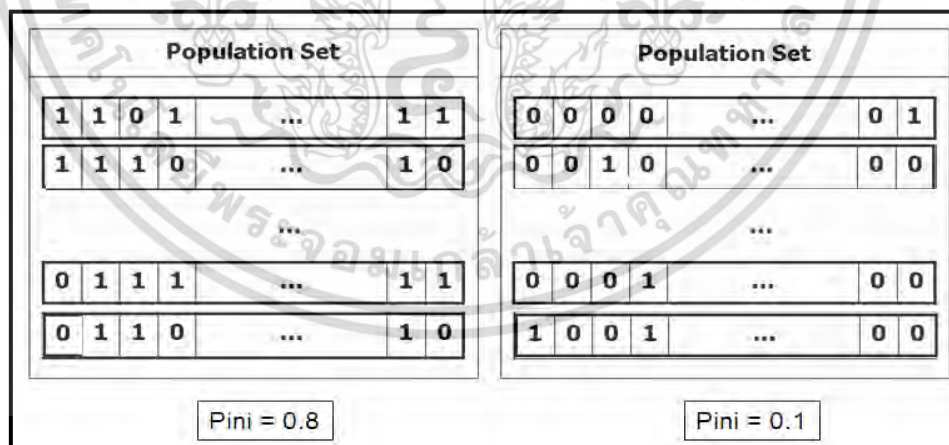 Population Set
1 1 0 1 ... 1 1
1 1 1 0 ... 1 0
...
0 1 1 1 ... 1 1
0 1 1 0 ... 1 0
Pini = 0.8
Population Set
0 0 0 0 ... 0 1
0 0 1 0 ... 0 0
...
0 0 0 1 ... 0 0
1 0 0 1 ... 0 0
Pini = 0.1